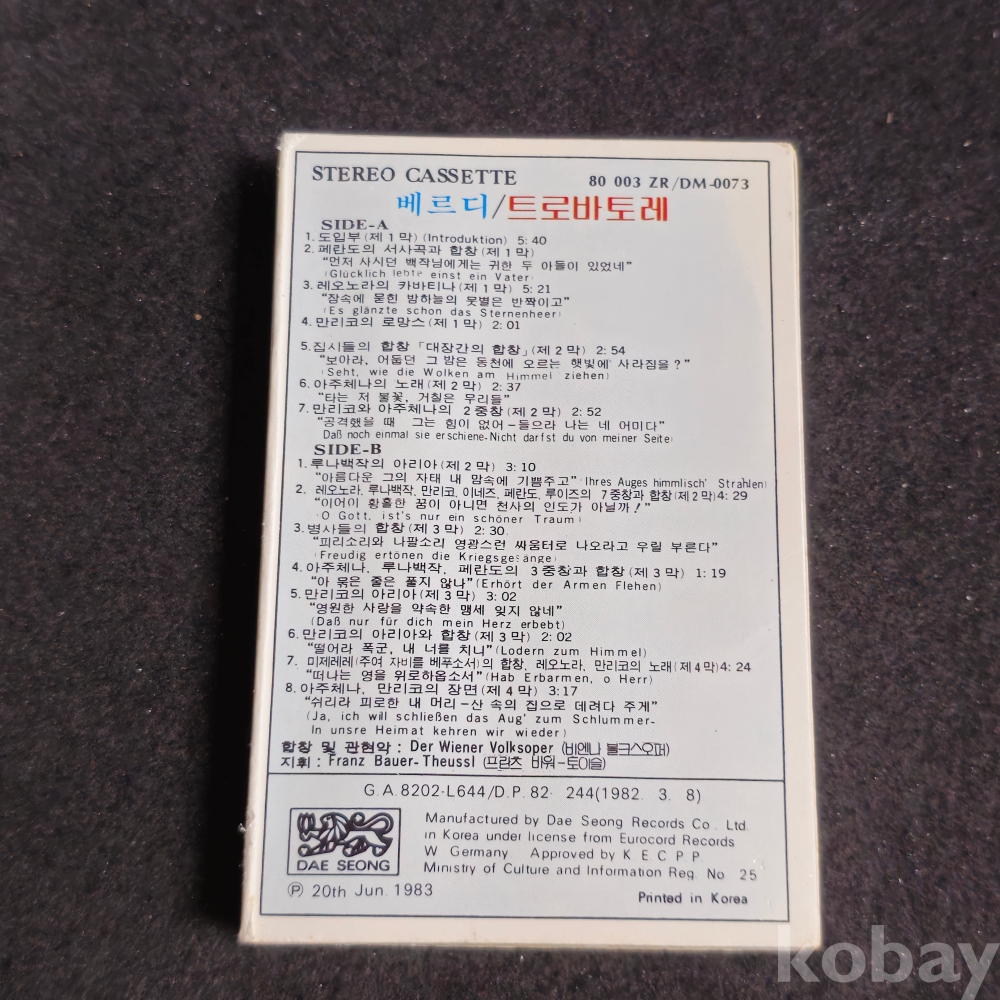 STEREO CASSETTE 80 003 ZR/DM-0073
베르디/트로바토레
SIDE-A
1. 도입부(제1막)(Introduktion) 5:40
2. 페란도의 서사곡과 합창(제1막)
“먼저 사시던 백작님에게는 귀한 두 아들이 있었네”
(Glücklich lebte einst ein Vater)
3. 레오노라의 카바티나(제1막) 5:21
“잠속에 묻힌 밤하늘의 뭇별은 반짝이고”
(Es glänzte schon das Sternenheer)
4. 만리코의 로망스(제1막) 2:01
5. 집시들의 합창「대장간의 합창」(제2막) 2:54
“보아라, 어둡던 그 밤은 동천에 오르는 햇빛에 사라짐을?”
(Seht, wie die Wolken am Himmel ziehen)
6. 아주체나의 노래(제2막) 2:37
“타는 저 불꽃, 거칠은 무리들”
7. 만리코와 아주체나의 2중창(제2막) 2:52
“공격했을 때 그는 힘이 없어-들으라 나는 네 어미다”
Daß noch einmal sie erschiene-Nicht darfst du von meiner Seite)
SIDE-B
1. 루나백작의 아리아(제2막) 3:10
“아름다운 그의 자태 내 맘속에 기쁨주고” (Ihres Auges himmlisch' Strahlen)
2. 레오노라, 루나백작, 만리코, 이네즈, 페란도, 루이즈의 7중창과 합창(제2막) 4:29
“이어이 황홀한 꿈이 아니면 천사의 인도가 아닐까!”
(O Gott, ist's nur ein schöner Traum)
3. 병사들의 합창(제3막) 2:30
“피리소리와 나팔소리 영광스런 싸움터로 나오라고 우릴 부른다”
(Freudig ertönen die Kriegsgesänge)
4. 아주체나, 루나백작, 페란도의 3중창과 합창(제3막) 1:19
“아 묶은 줄은 풀지 않나”(Erhört der Armen Flehen)
5. 만리코의 아리아(제3막) 3:02
“영원한 사랑을 약속한 맹세 잊지 않네”
(Daß nur für dich mein Herz erbebt)
6. 만리코의 아리아와 합창(제3막) 2:02
“떨어라 폭군, 내 너를 치니”(Lodern zum Himmel)
7. 미제레레(주여 자비를 베푸소서)의 합창, 레오노라, 만리코의 노래(제4막) 4:24
“떠나는 영을 위로하옵소서”(Hab Erbarmen, o Herr)
8. 아주체나, 만리코의 장면(제4막) 3:17
“쉬리라 피로한 내 머리-산 속의 집으로 데려다 주게”
(Ja, ich will schließen das Aug' zum Schlummer-
In unsre Heimat kehren wir wieder)
합창 및 관현악 : Der Wiener Volksoper (비엔나 볼크스오퍼)
지휘 : Franz Bauer-Theussl (프란츠 바워-토이슬)
G.A.8202-L644/D.P.82- 244(1982. 3. 8)
Manufactured by Dae Seong Records Co. Ltd.
in Korea under license from Eurocord Records
W Germany Approved by K.E.C.P.P.
Ministry of Culture and Information Reg. No 25
DAE SEONG
℗ 20th Jun. 1983
Printed in Korea
kobay